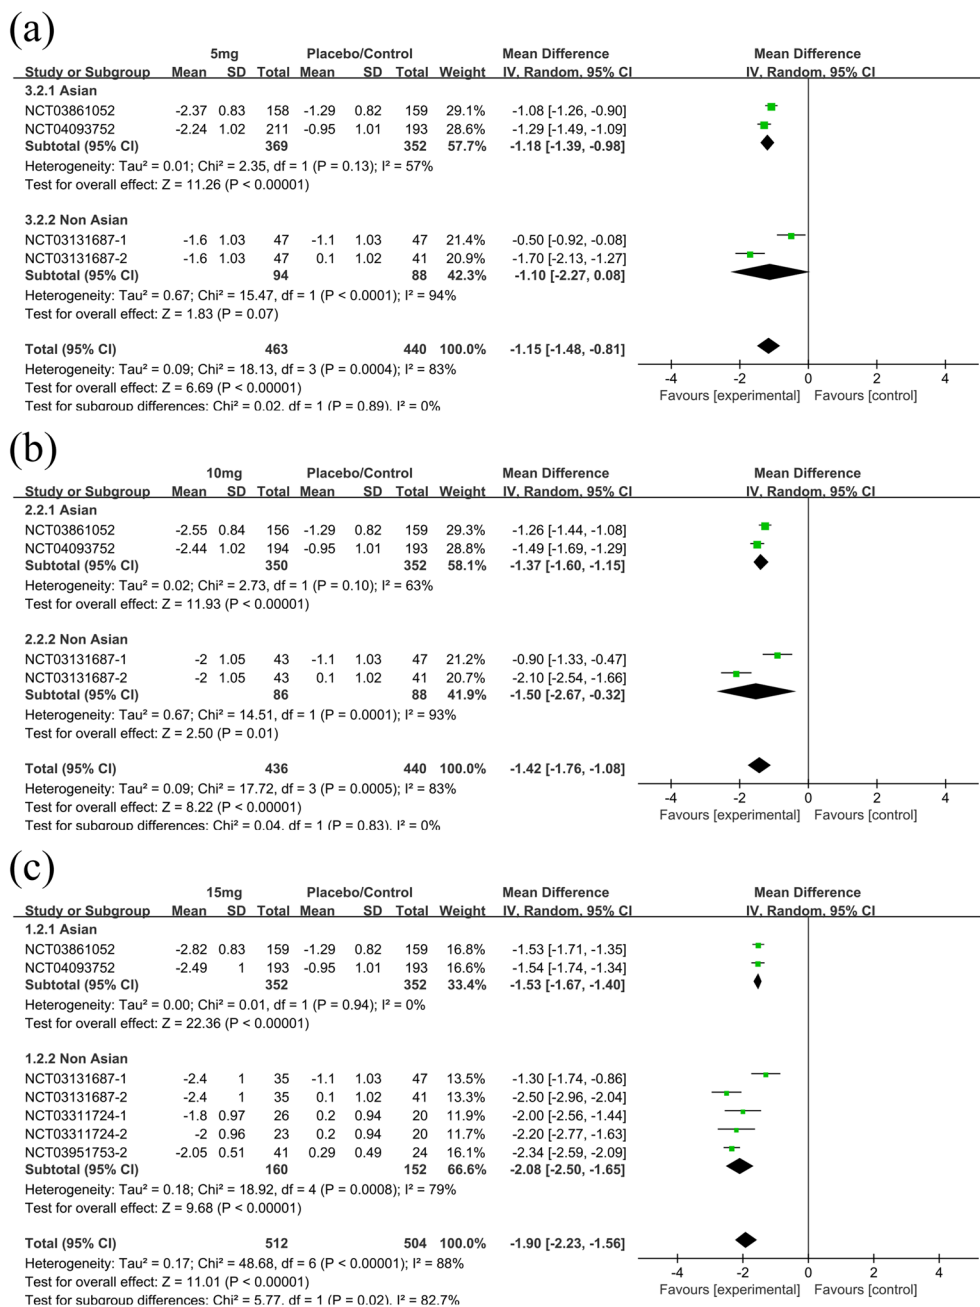 (a)
5mg Placebo/Control Mean Difference Mean Difference
Study or Subgroup Mean SD Total Mean SD Total Weight IV, Random, 95% CI IV, Random, 95% CI
3.2.1 Asian
NCT03861052 -2.37 0.83 158 -1.29 0.82 159 29.1% -1.08 [-1.26, -0.90]
NCT04093752 -2.24 1.02 211 -0.95 1.01 193 28.6% -1.29 [-1.49, -1.09]
Subtotal (95% CI) 369 352 57.7% -1.18 [-1.39, -0.98]
Heterogeneity: Tau² = 0.01; Chi² = 2.35, df = 1 (P = 0.13); I² = 57%
Test for overall effect: Z = 11.26 (P < 0.00001)
3.2.2 Non Asian
NCT03131687-1 -1.6 1.03 47 -1.1 1.03 47 21.4% -0.50 [-0.92, -0.08]
NCT03131687-2 -1.6 1.03 47 0.1 1.02 41 20.9% -1.70 [-2.13, -1.27]
Subtotal (95% CI) 94 88 42.3% -1.10 [-2.27, 0.08]
Heterogeneity: Tau² = 0.67; Chi² = 15.47, df = 1 (P < 0.0001); I² = 94%
Test for overall effect: Z = 1.83 (P = 0.07)
Total (95% CI) 463 440 100.0% -1.15 [-1.48, -0.81]
Heterogeneity: Tau² = 0.09; Chi² = 18.13, df = 3 (P = 0.0004); I² = 83%
-4 -2 0 2 4
Test for overall effect: Z = 6.69 (P < 0.00001)
Favours [experimental] Favours [control]
Test for subgroup differences: Chi² = 0.02, df = 1 (P = 0.89), I² = 0%
(b)
10mg Placebo/Control Mean Difference Mean Difference
Study or Subgroup Mean SD Total Mean SD Total Weight IV, Random, 95% CI IV, Random, 95% CI
2.2.1 Asian
NCT03861052 -2.55 0.84 156 -1.29 0.82 159 29.3% -1.26 [-1.44, -1.08]
NCT04093752 -2.44 1.02 194 -0.95 1.01 193 28.8% -1.49 [-1.69, -1.29]
Subtotal (95% CI) 350 352 58.1% -1.37 [-1.60, -1.15]
Heterogeneity: Tau² = 0.02; Chi² = 2.73, df = 1 (P = 0.10); I² = 63%
Test for overall effect: Z = 11.93 (P < 0.00001)
2.2.2 Non Asian
NCT03131687-1 -2 1.05 43 -1.1 1.03 47 21.2% -0.90 [-1.33, -0.47]
NCT03131687-2 -2 1.05 43 0.1 1.02 41 20.7% -2.10 [-2.54, -1.66]
Subtotal (95% CI) 86 88 41.9% -1.50 [-2.67, -0.32]
Heterogeneity: Tau² = 0.67; Chi² = 14.51, df = 1 (P = 0.0001); I² = 93%
Test for overall effect: Z = 2.50 (P = 0.01)
Total (95% CI) 436 440 100.0% -1.42 [-1.76, -1.08]
Heterogeneity: Tau² = 0.09; Chi² = 17.72, df = 3 (P = 0.0005); I² = 83%
-4 -2 0 2 4
Test for overall effect: Z = 8.22 (P < 0.00001)
Favours [experimental] Favours [control]
Test for subgroup differences: Chi² = 0.04, df = 1 (P = 0.83), I² = 0%
(c)
15mg Placebo/Control Mean Difference Mean Difference
Study or Subgroup Mean SD Total Mean SD Total Weight IV, Random, 95% CI IV, Random, 95% CI
1.2.1 Asian
NCT03861052 -2.82 0.83 159 -1.29 0.82 159 16.8% -1.53 [-1.71, -1.35]
NCT04093752 -2.49 1 193 -0.95 1.01 193 16.6% -1.54 [-1.74, -1.34]
Subtotal (95% CI) 352 352 33.4% -1.53 [-1.67, -1.40]
Heterogeneity: Tau² = 0.00; Chi² = 0.01, df = 1 (P = 0.94); I² = 0%
Test for overall effect: Z = 22.36 (P < 0.00001)
1.2.2 Non Asian
NCT03131687-1 -2.4 1 35 -1.1 1.03 47 13.5% -1.30 [-1.74, -0.86]
NCT03131687-2 -2.4 1 35 0.1 1.02 41 13.3% -2.50 [-2.96, -2.04]
NCT03311724-1 -1.8 0.97 26 0.2 0.94 20 11.9% -2.00 [-2.56, -1.44]
NCT03311724-2 -2 0.96 23 0.2 0.94 20 11.7% -2.20 [-2.77, -1.63]
NCT03951753-2 -2.05 0.51 41 0.29 0.49 24 16.1% -2.34 [-2.59, -2.09]
Subtotal (95% CI) 160 152 66.6% -2.08 [-2.50, -1.65]
Heterogeneity: Tau² = 0.18; Chi² = 18.92, df = 4 (P = 0.0008); I² = 79%
Test for overall effect: Z = 9.68 (P < 0.00001)
Total (95% CI) 512 504 100.0% -1.90 [-2.23, -1.56]
Heterogeneity: Tau² = 0.17; Chi² = 48.68, df = 6 (P < 0.00001); I² = 88%
-4 -2 0 2 4
Test for overall effect: Z = 11.01 (P < 0.00001)
Favours [experimental] Favours [control]
Test for subgroup differences: Chi² = 5.77, df = 1 (P = 0.02), I² = 82.7%